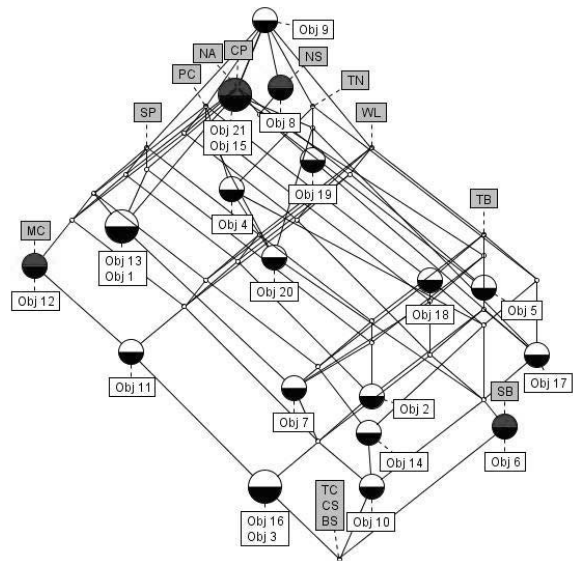 Obj 9
NA
CP
NS
PC
TN
SP
WL
Obj 21
Obj 15
Obj 8
Obj 19
Obj 4
TB
MC
Obj 13
Obj 1
Obj 12
Obj 20
Obj 18
Obj 5
Obj 11
Obj 17
Obj 7
Obj 2
SB
Obj 14
Obj 6
TC
CS
BS
Obj 16
Obj 3
Obj 10